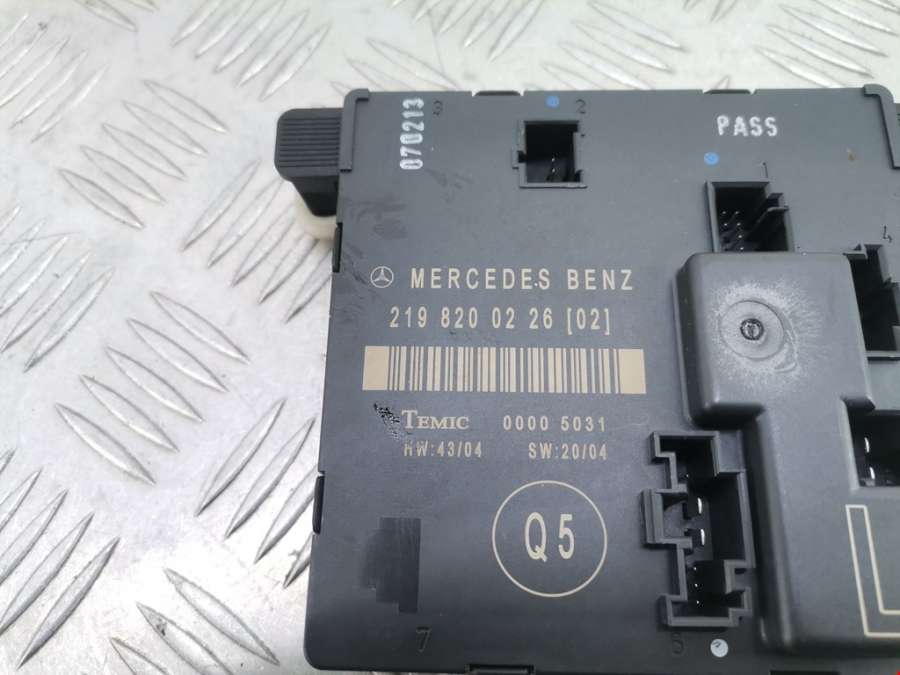 3
2
070213
PASS
1
4
MERCEDES BENZ
219 820 02 26 [02]
TEMIC 0000 5031
HW:43/04 SW:20/04
Q5
L
7